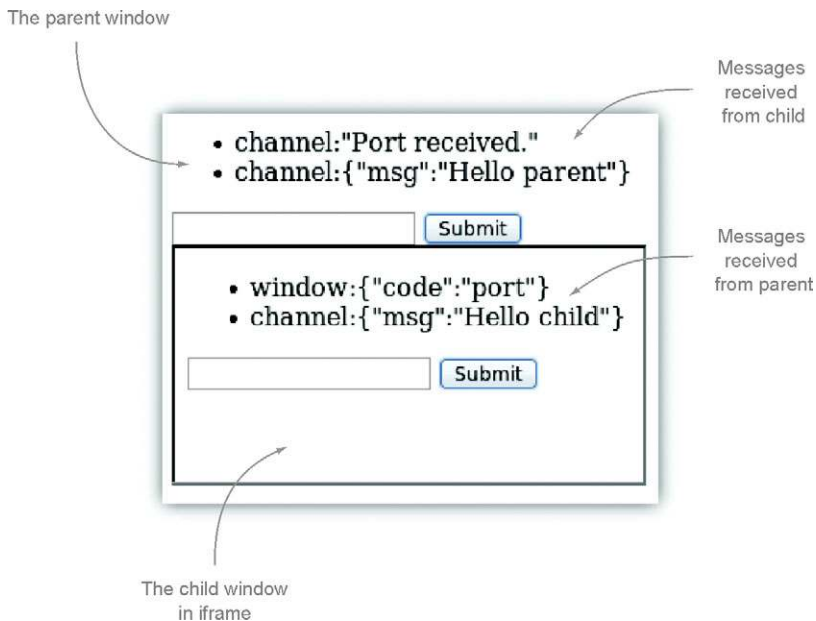 The parent window
Messages
received
from child
• channel:"Port received."
• channel:{"msg":"Hello parent"}
Submit
Messages
received
from parent
• window:{"code":"port"}
• channel:{"msg":"Hello child"}
Submit
The child window
in iframe